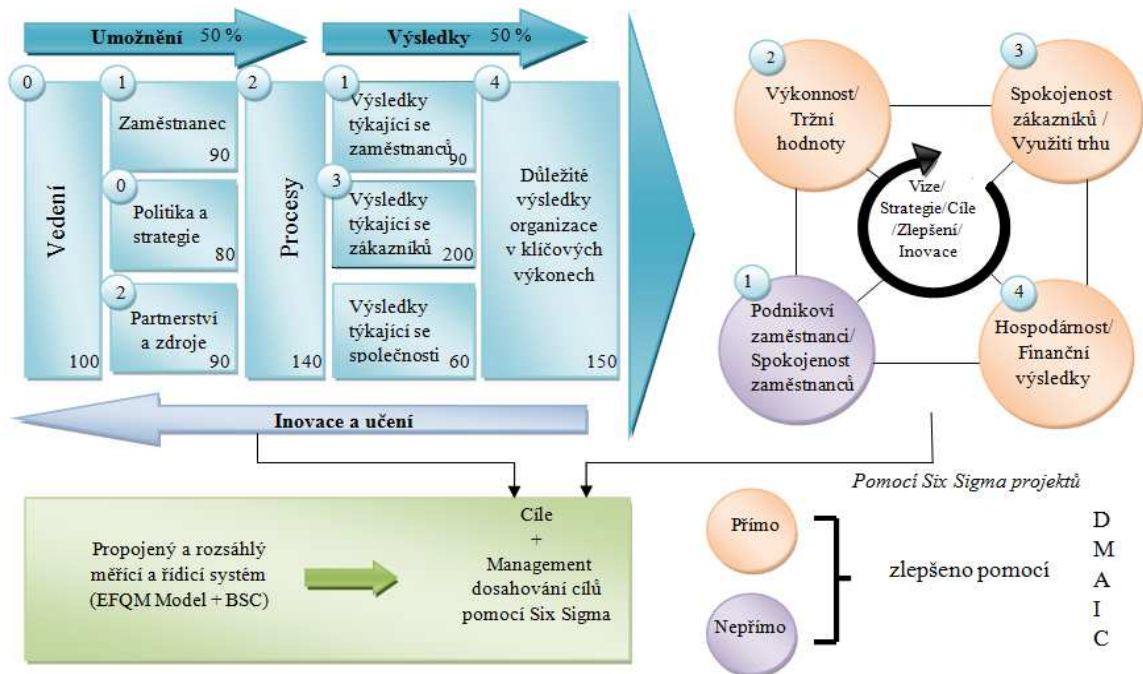 Umožnění 50 %
Výsledky 50 %
0
Vedení
100
1
Zaměstnanec
90
0
Politika a
strategie
80
2
Partnerství
a zdroje
90
2
Procesy
140
1
Výsledky
týkající se
zaměstnanců
90
3
Výsledky
týkající se
zákazníků
200
Výsledky
týkající se
společnosti
60
4
Důležité
výsledky
organizace
v klíčových
výkonech
150
Inovace a učení
2
Výkonnost/
Tržní
hodnoty
3
Spokojenost
zákazníků /
Využití trhu
Vize/
Strategie/Cíle
/Zlepšení/
Inovace
1
Podnikoví
zaměstnanci/
Spokojenost
zaměstnanců
4
Hospodárnost/
Finanční
výsledky
Propojený a rozsáhlý
měřící a řídicí systém
(EFQM Model + BSC)
Cíle
+
Management
dosahování cílů
pomocí Six Sigma
Pomocí Six Sigma projektů
Přímo
Nepřímo
zlepšeno pomocí
D
M
A
I
C